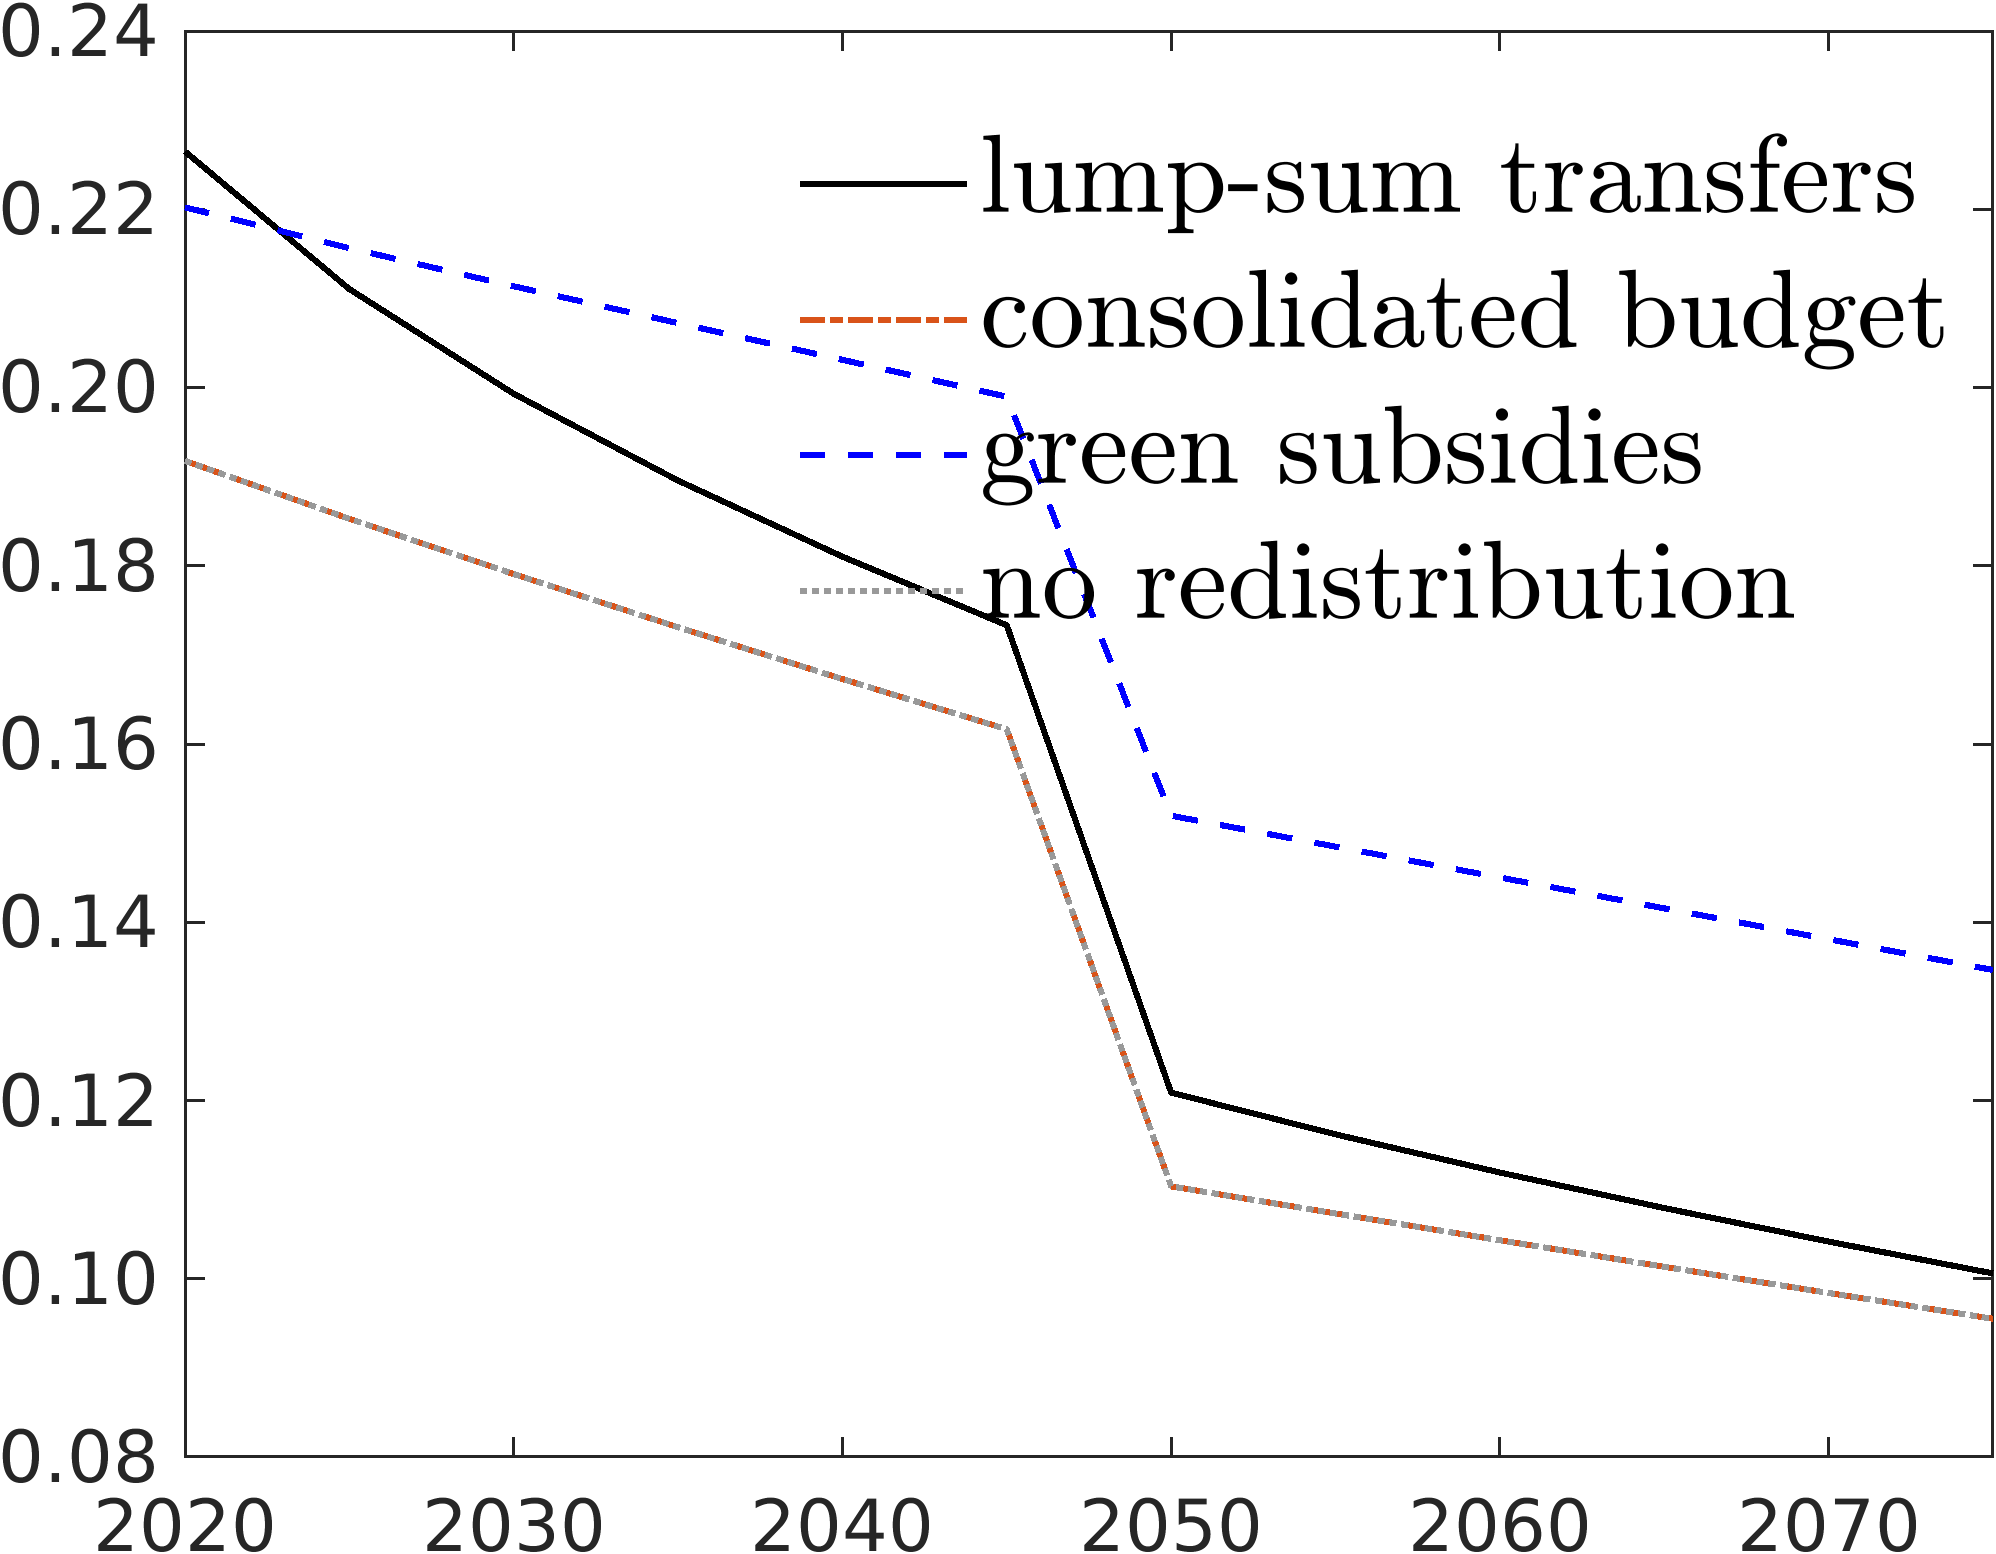 0.24
0.22
0.20
0.18
0.16
0.14
0.12
0.10
0.08
2020 2030 2040 2050 2060 2070
lump-sum transfers
consolidated budget
green subsidies
no redistribution